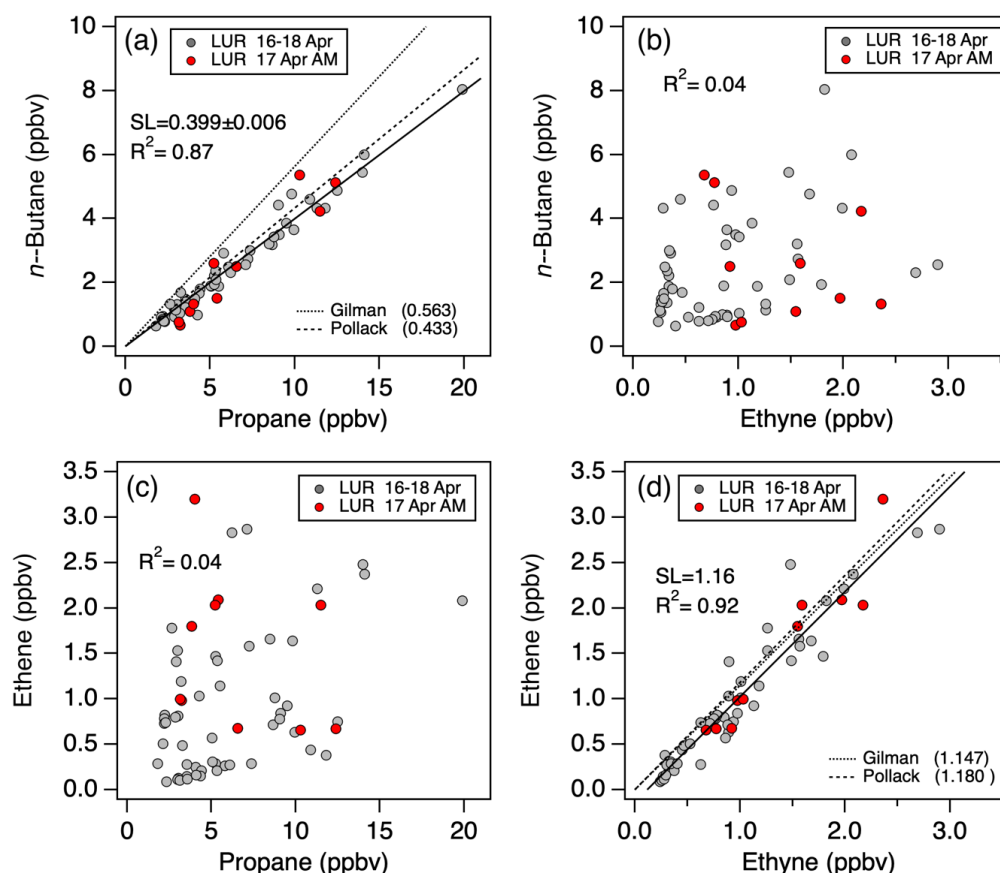 (a)
LUR 16-18 Apr
LUR 17 Apr AM
SL=0.399±0.006
R2= 0.87
Gilman (0.563)
Pollack (0.433)
10
8
6
4
2
0
n--Butane (ppbv)
0 5 10 15 20
Propane (ppbv)
(b)
LUR 16-18 Apr
LUR 17 Apr AM
R2= 0.04
10
8
6
4
2
0
n--Butane (ppbv)
0.0 1.0 2.0 3.0
Ethyne (ppbv)
(c)
LUR 16-18 Apr
LUR 17 Apr AM
R2= 0.04
3.5
3.0
2.5
2.0
1.5
1.0
0.5
0.0
Ethene (ppbv)
0 5 10 15 20
Propane (ppbv)
(d)
LUR 16-18 Apr
LUR 17 Apr AM
SL=1.16
R2= 0.92
Gilman (1.147)
Pollack (1.180 )
3.5
3.0
2.5
2.0
1.5
1.0
0.5
0.0
Ethene (ppbv)
0.0 1.0 2.0 3.0
Ethyne (ppbv)